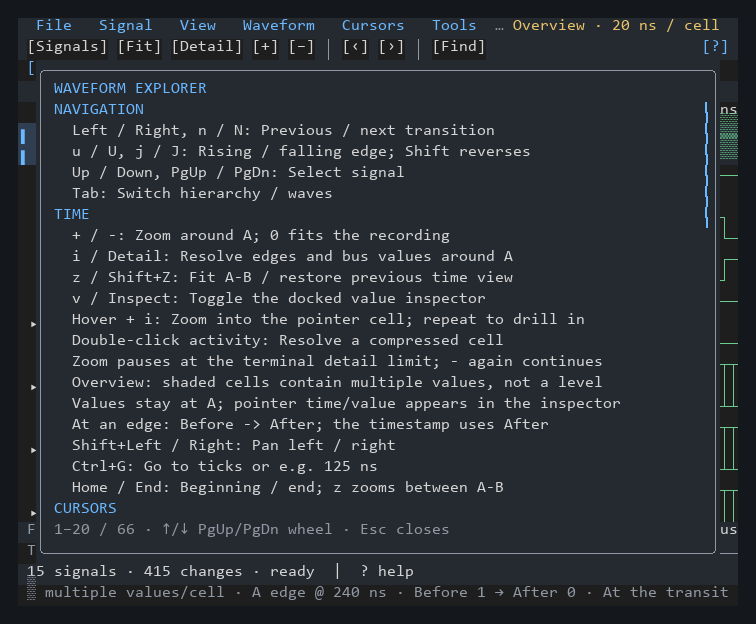 File Signal View Waveform Cursors Tools … Overview · 20 ns / cell
[Signals] [Fit] [Detail] [+] [−] │ [‹] [›] │ [Find] [?]
[
WAVEFORM EXPLORER
NAVIGATION
ns
Left / Right, n / N: Previous / next transition
u / U, j / J: Rising / falling edge; Shift reverses
Up / Down, PgUp / PgDn: Select signal
Tab: Switch hierarchy / waves
TIME
+ / -: Zoom around A; 0 fits the recording
i / Detail: Resolve edges and bus values around A
z / Shift+Z: Fit A-B / restore previous time view
v / Inspect: Toggle the docked value inspector
Hover + i: Zoom into the pointer cell; repeat to drill in
Double-click activity: Resolve a compressed cell
Zoom pauses at the terminal detail limit; - again continues
Overview: shaded cells contain multiple values, not a level
Values stay at A; pointer time/value appears in the inspector
At an edge: Before -> After; the timestamp uses After
Shift+Left / Right: Pan left / right
Ctrl+G: Go to ticks or e.g. 125 ns
Home / End: Beginning / end; z zooms between A-B
CURSORS
F 1–20 / 66 · ↑/↓ PgUp/PgDn wheel · Esc closes us
T
15 signals · 415 changes · ready │ ? help
▒ multiple values/cell · A edge @ 240 ns · Before 1 → After 0 · At the transit